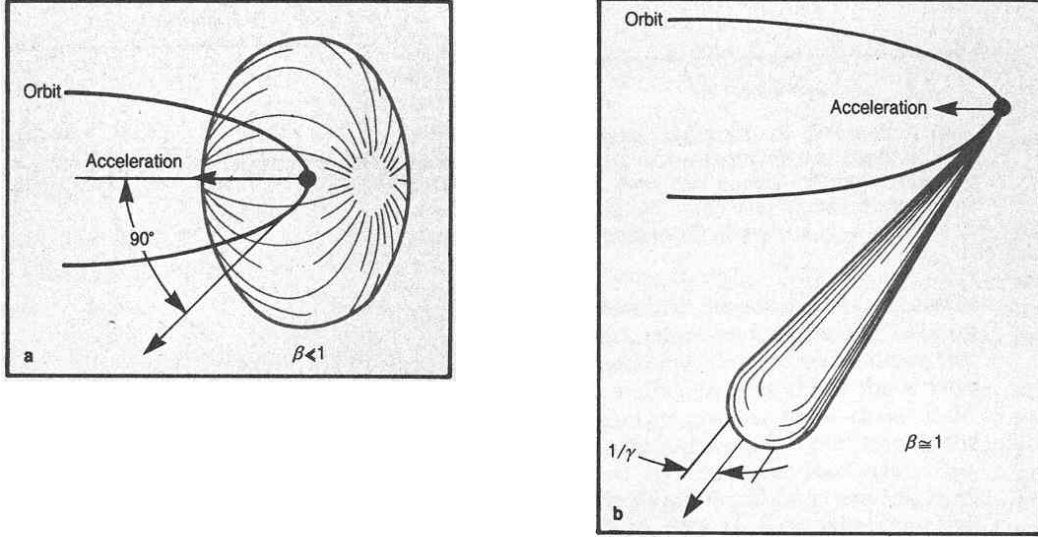 Orbit
Acceleration
90°
a
β≪1
Orbit
Acceleration
1/γ
β≅1
b